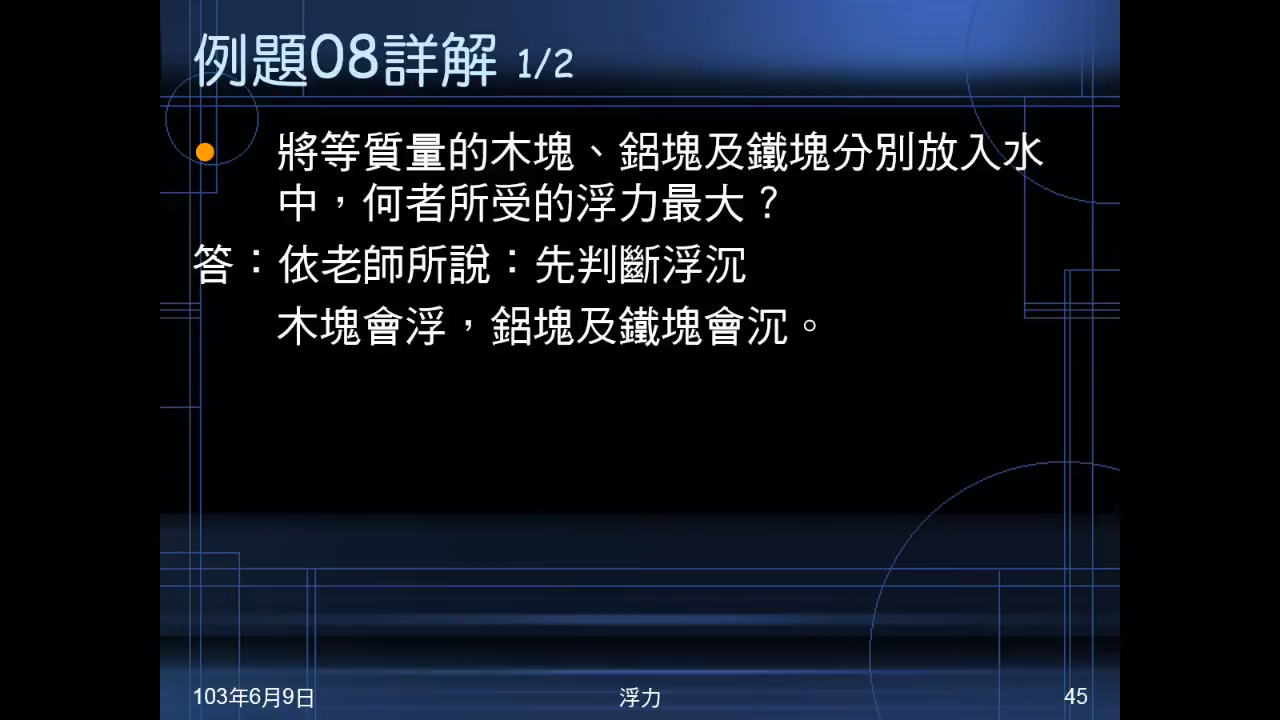 例題08詳解 1/2
將等質量的木塊、鋁塊及鐵塊分別放入水
中，何者所受的浮力最大？
答：依老師所說：先判斷浮沉
木塊會浮，鋁塊及鐵塊會沉。
103年6月9日
浮力
45